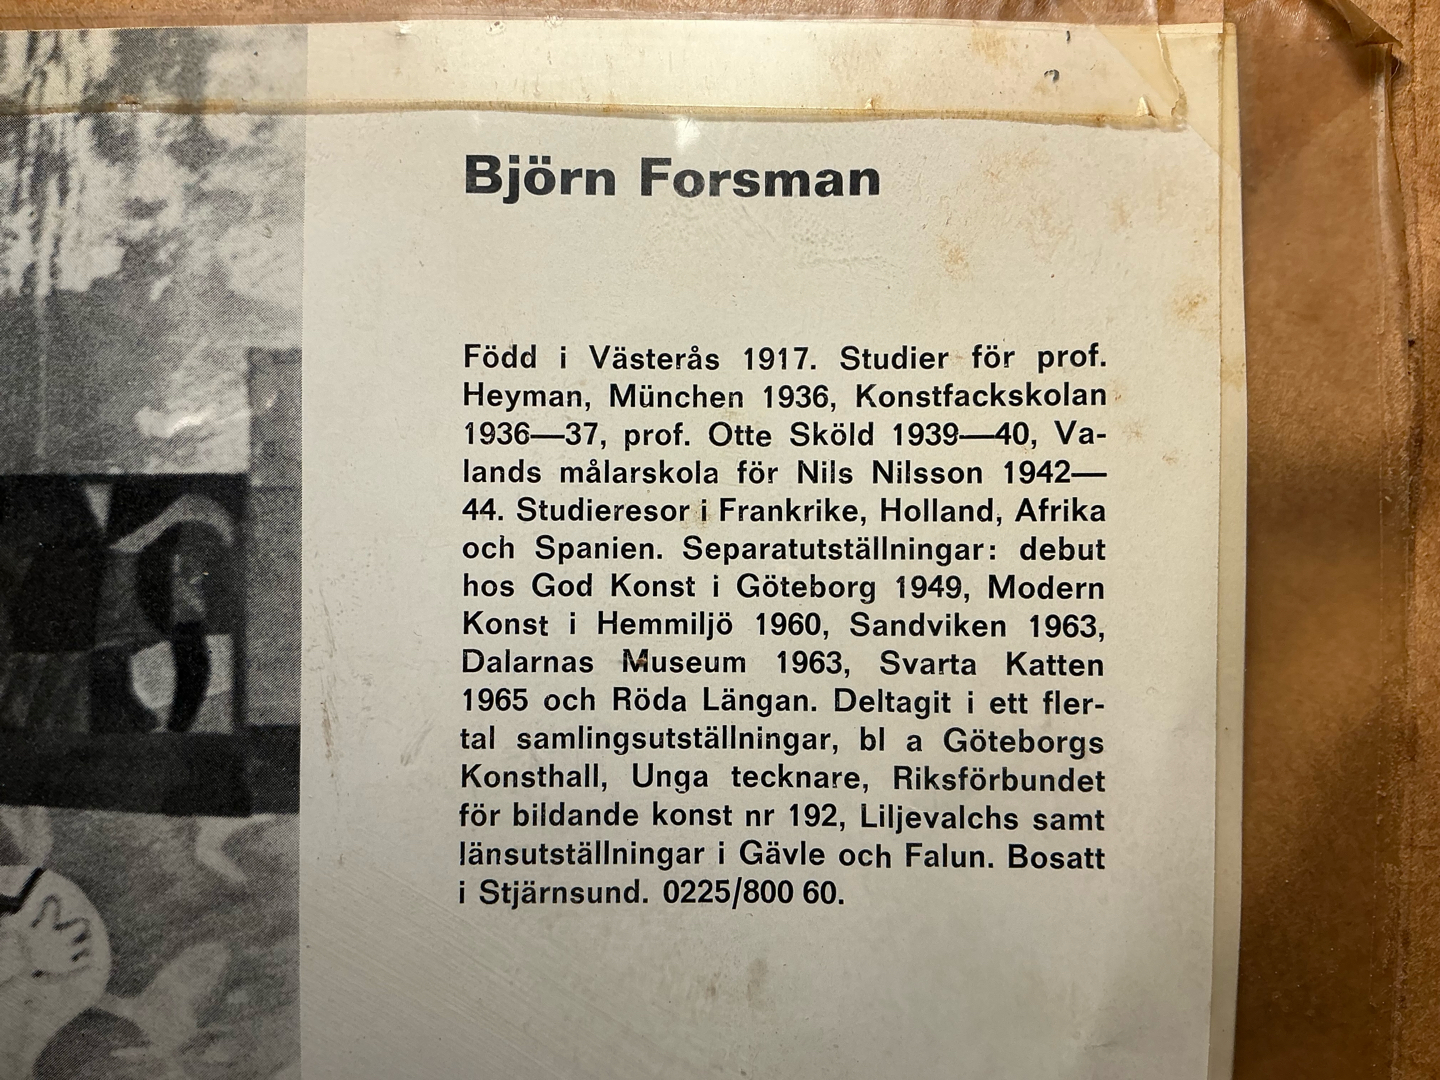 Björn Forsman
Född i Västerås 1917. Studier för prof.
Heyman, München 1936, Konstfackskolan
1936—37, prof. Otte Sköld 1939—40, Va-
lands målarskola för Nils Nilsson 1942—
44. Studieresor i Frankrike, Holland, Afrika
och Spanien. Separatutställningar: debut
hos God Konst i Göteborg 1949, Modern
Konst i Hemmiljö 1960, Sandviken 1963,
Dalarnas Museum 1963, Svarta Katten
1965 och Röda Längan. Deltagit i ett fler-
tal samlingsutställningar, bl a Göteborgs
Konsthall, Unga tecknare, Riksförbundet
för bildande konst nr 192, Liljevalchs samt
länsutställningar i Gävle och Falun. Bosatt
i Stjärnsund. 0225/800 60.